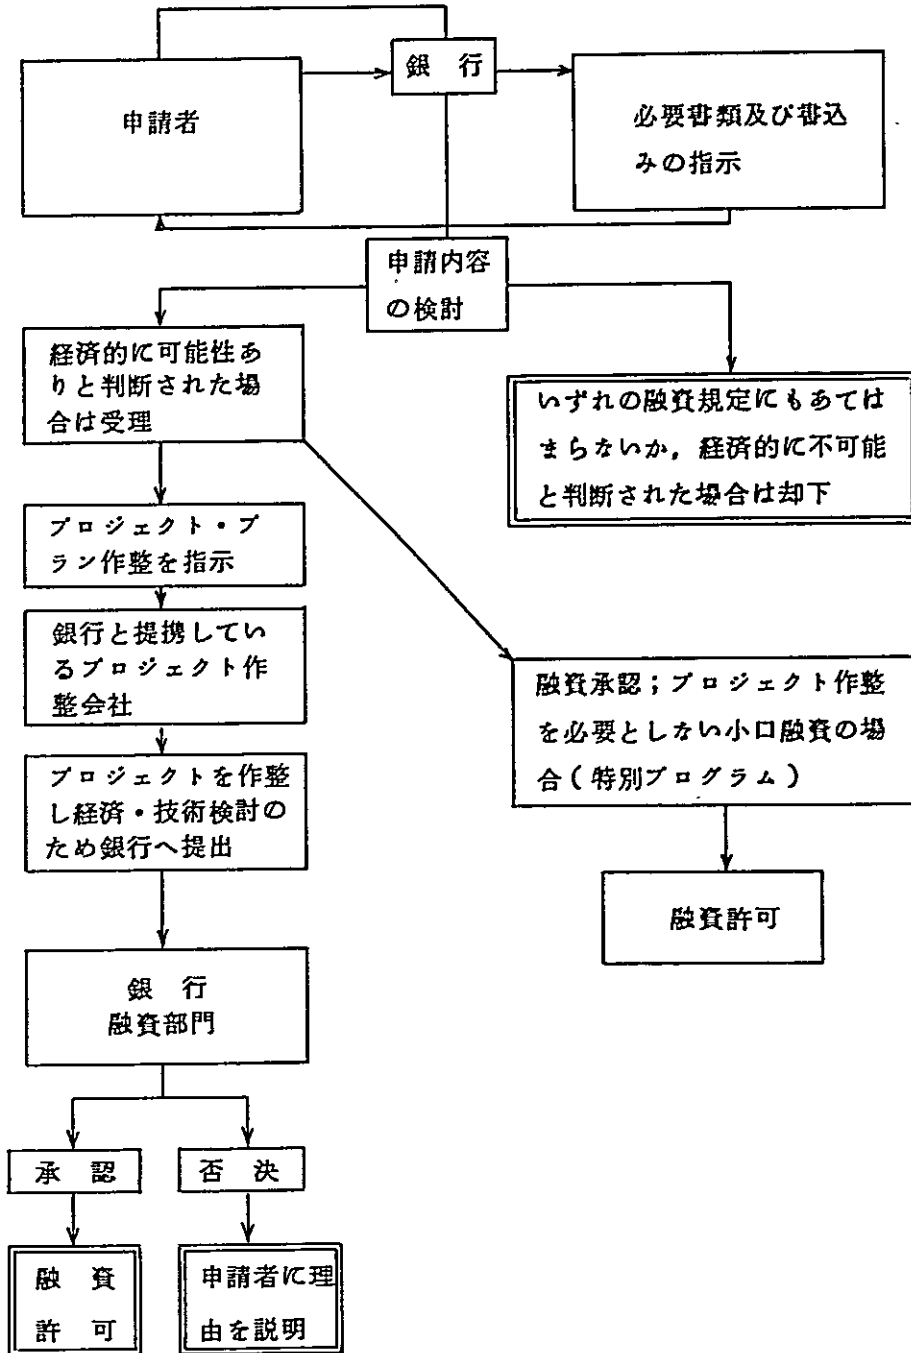 銀行
申請者
必要書類及び書込
みの指示
申請内容
の検討
経済的に可能性あ
りと判断された場
合は受理
いずれの融資規定にもあては
まらないか，経済的に不可能
と判断された場合は却下
プロジェクト・プ
ラン作整を指示
銀行と提携してい
るプロジェクト作
整会社
融資承認；プロジェクト作整
を必要としない小口融資の場
合（特別プログラム）
プロジェクトを作整
し経済・技術検討の
ため銀行へ提出
融資許可
銀行
融資部門
承認
否決
融資
許可
申請者に理
由を説明